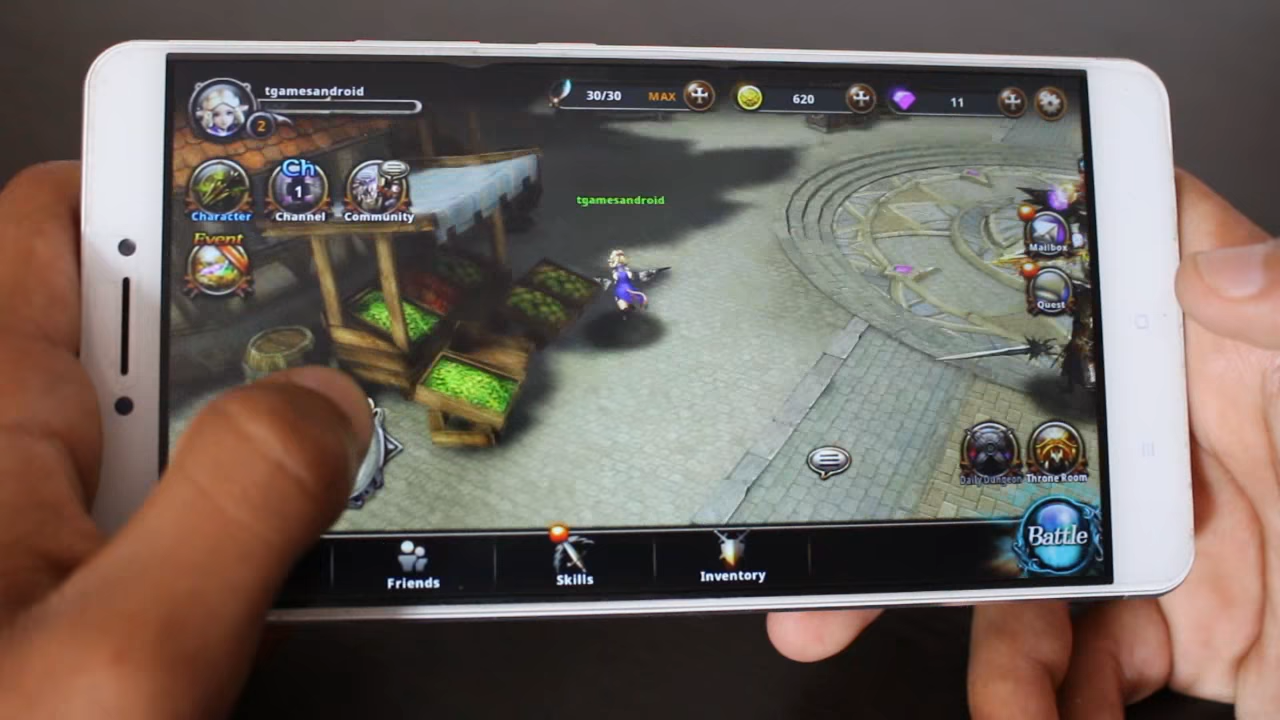 tgamesandroid
2
30/30 MAX
620
11
Ch
1
Character
Channel
Community
Event
tgamesandroid
Mailbox
Quest
Daily Dungeon
Throne Room
Battle
Friends
Skills
Inventory